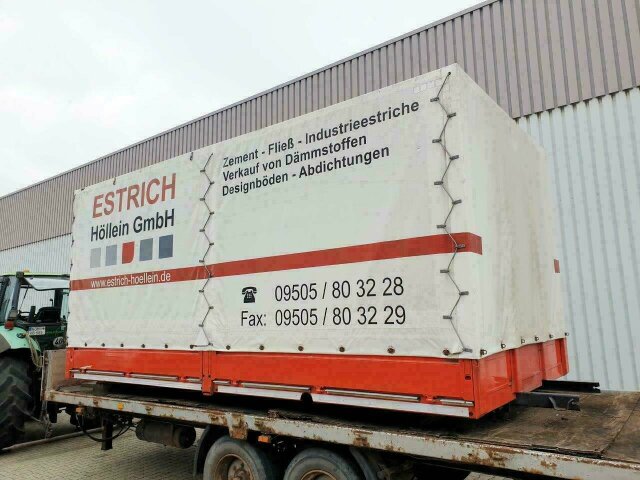 ESTRICH
Höllein GmbH
www.estrich-hoellein.de
Zement - Fließ - Industrieestriche
Verkauf von Dämmstoffen
Designböden - Abdichtungen
☎ 09505 / 80 32 28
Fax: 09505 / 80 32 29